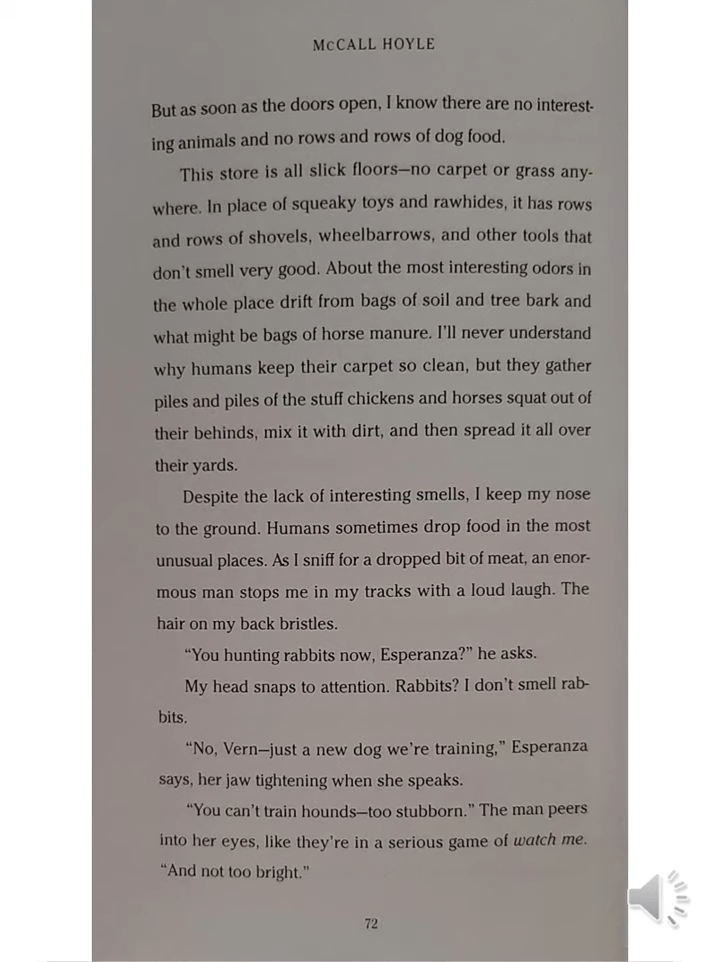 McCALL HOYLE
But as soon as the doors open, I know there are no interest-
ing animals and no rows and rows of dog food.
This store is all slick floors—no carpet or grass any-
where. In place of squeaky toys and rawhides, it has rows
and rows of shovels, wheelbarrows, and other tools that
don't smell very good. About the most interesting odors in
the whole place drift from bags of soil and tree bark and
what might be bags of horse manure. I'll never understand
why humans keep their carpet so clean, but they gather
piles and piles of the stuff chickens and horses squat out of
their behinds, mix it with dirt, and then spread it all over
their yards.
Despite the lack of interesting smells, I keep my nose
to the ground. Humans sometimes drop food in the most
unusual places. As I sniff for a dropped bit of meat, an enor-
mous man stops me in my tracks with a loud laugh. The
hair on my back bristles.
“You hunting rabbits now, Esperanza?” he asks.
My head snaps to attention. Rabbits? I don't smell rab-
bits.
“No, Vern—just a new dog we're training,” Esperanza
says, her jaw tightening when she speaks.
“You can't train hounds—too stubborn.” The man peers
into her eyes, like they're in a serious game of watch me.
“And not too bright.”
72